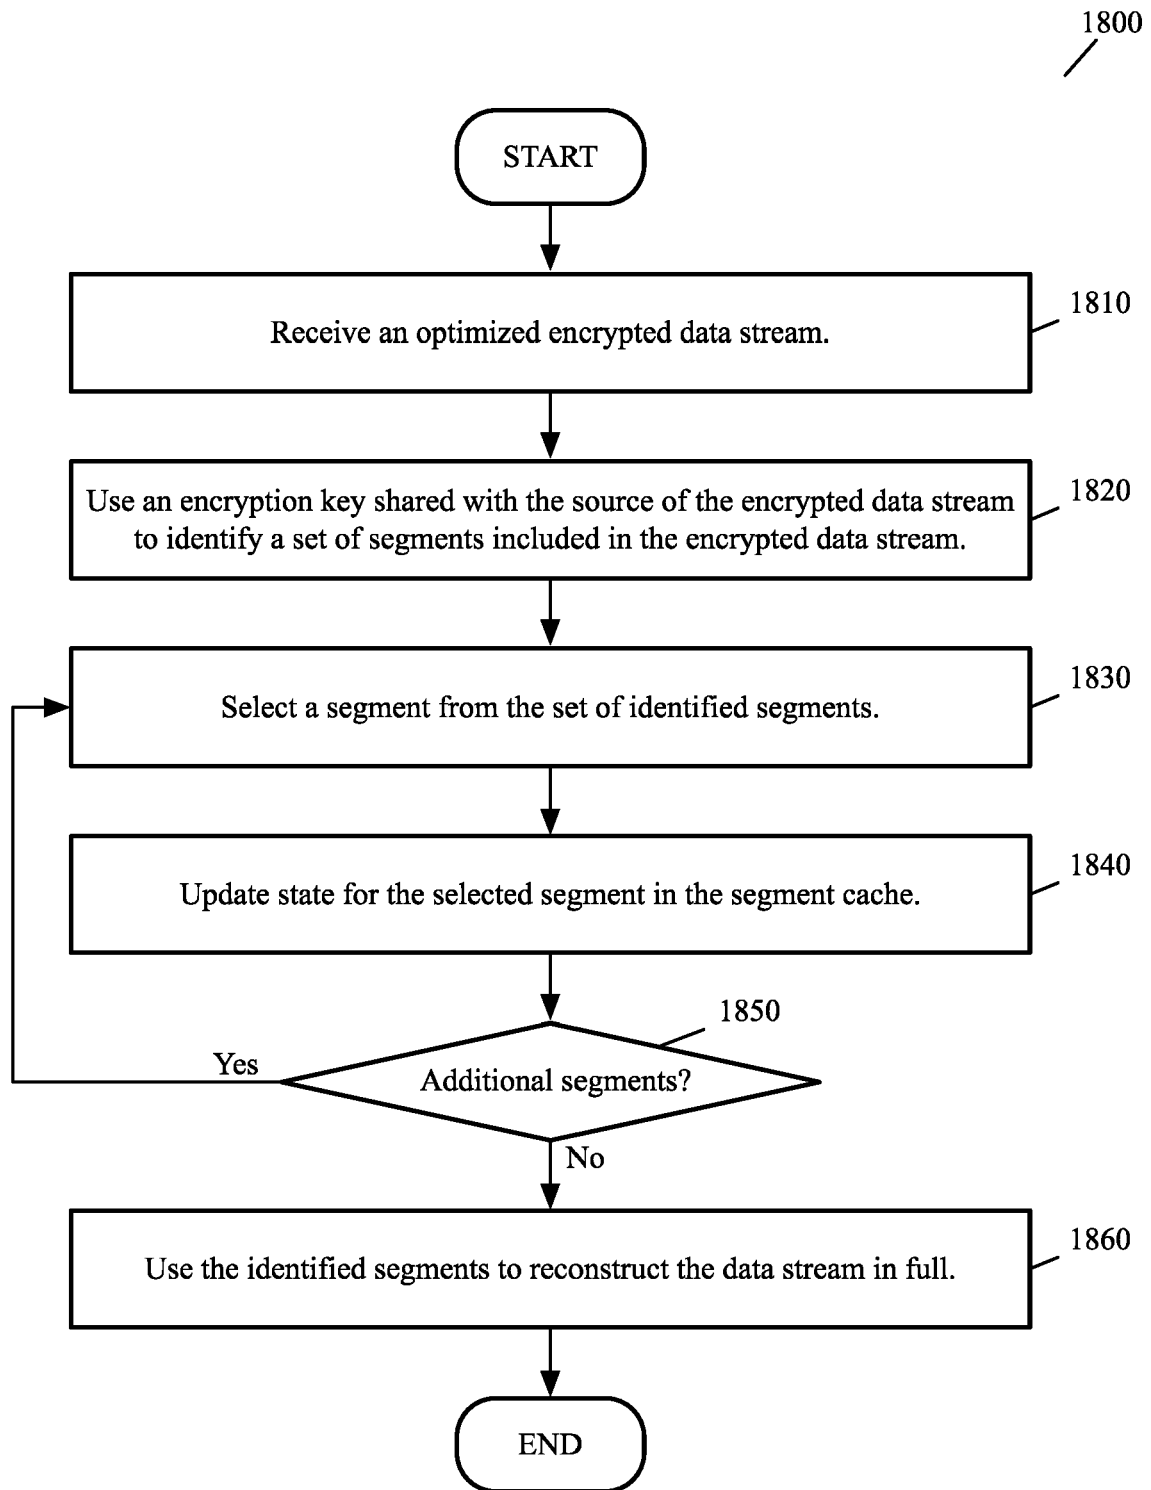 1800
START
Receive an optimized encrypted data stream.
1810
Use an encryption key shared with the source of the encrypted data stream
to identify a set of segments included in the encrypted data stream.
1820
Select a segment from the set of identified segments.
1830
Update state for the selected segment in the segment cache.
1840
1850
Additional segments?
Yes
No
Use the identified segments to reconstruct the data stream in full.
1860
END